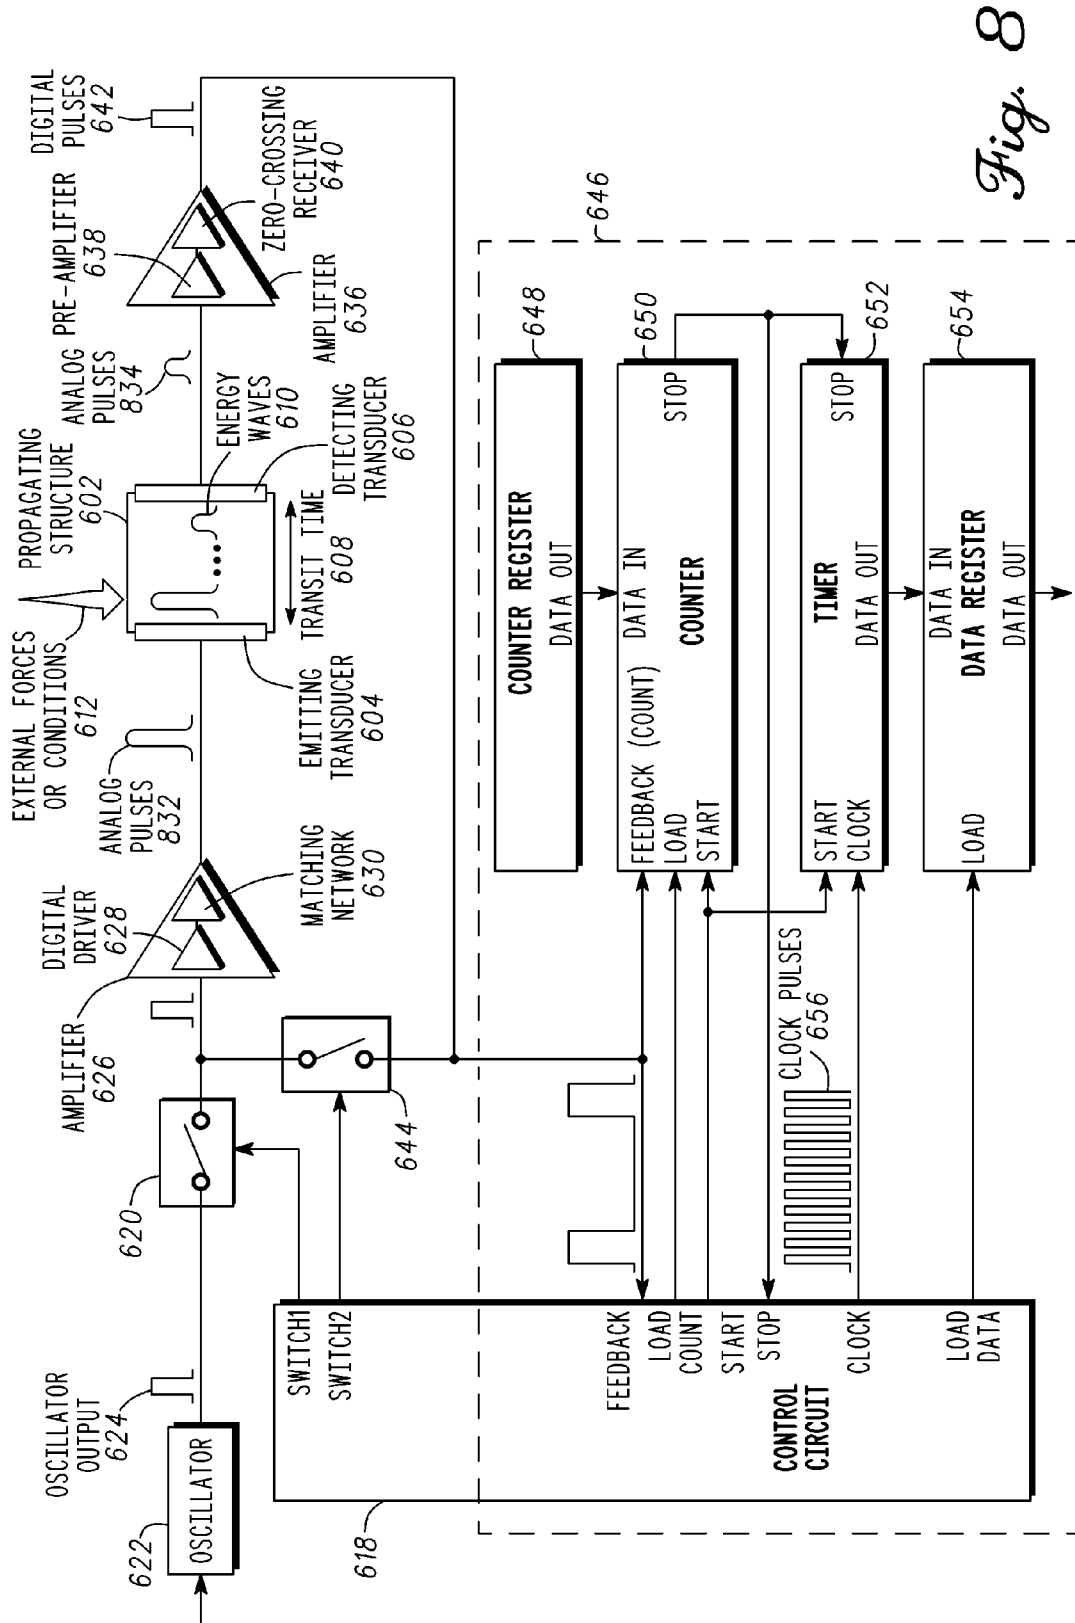 EXTERNAL FORCES
OR CONDITIONS
612
PROPAGATING
STRUCTURE
602
OSCILLATOR
OUTPUT
624
622
OSCILLATOR
620
AMPLIFIER
626
DIGITAL
DRIVER
628
MATCHING
NETWORK
630
ANALOG
PULSES
832
EMITTING
TRANSDUCER
604
TRANSIT TIME
608
ENERGY
WAVES
610
DETECTING
TRANSDUCER
606
ANALOG
PULSES
834
PRE-AMPLIFIER
638
AMPLIFIER
636
ZERO-CROSSING
RECEIVER
640
DIGITAL
PULSES
642
644
646
618
SWITCH1
SWITCH2
FEEDBACK
LOAD
COUNT
START
STOP
CLOCK
LOAD
DATA
CONTROL
CIRCUIT
CLOCK PULSES
656
COUNTER REGISTER
DATA OUT
648
FEEDBACK (COUNT)
DATA IN
LOAD
START
COUNTER
STOP
650
START
CLOCK
TIMER
DATA OUT
STOP
652
LOAD
DATA IN
DATA REGISTER
DATA OUT
654
Fig. 8